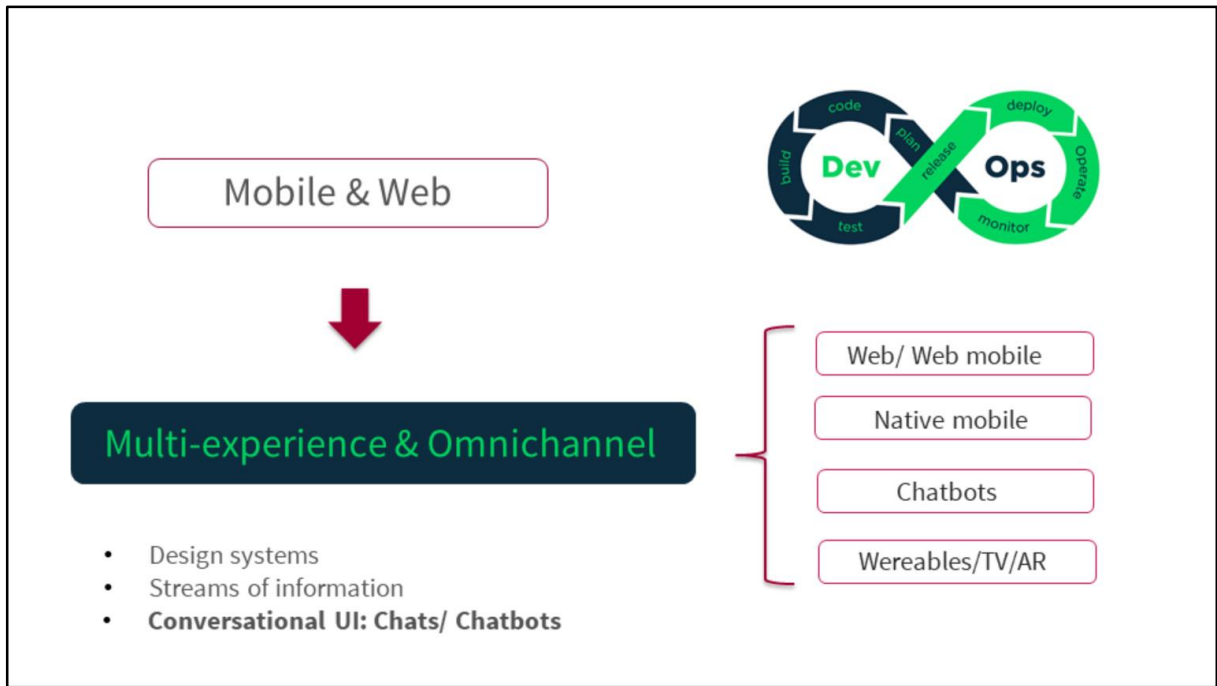 Mobile & Web
code
plan
build
Dev
test
release
deploy
Ops
Operate
monitor
Multi-experience & Omnichannel
Web/ Web mobile
Native mobile
Chatbots
Wereables/TV/AR
• Design systems
• Streams of information
• Conversational UI: Chats/ Chatbots